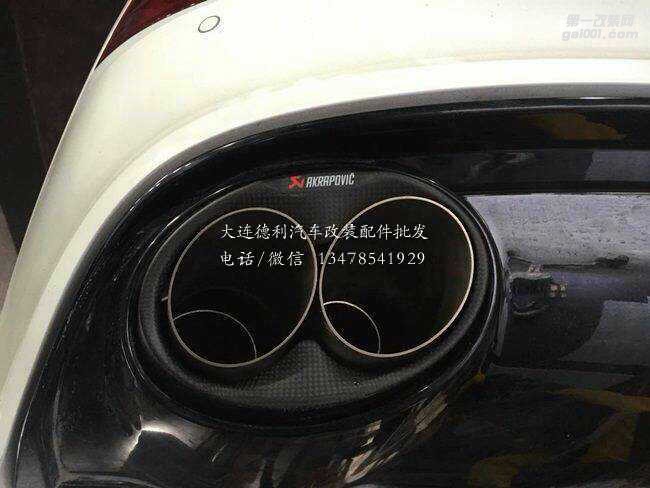 第一改装网
gai001.com
AKRAPOVIC
大连德利汽车改装配件批发
电话/微信 13478541929